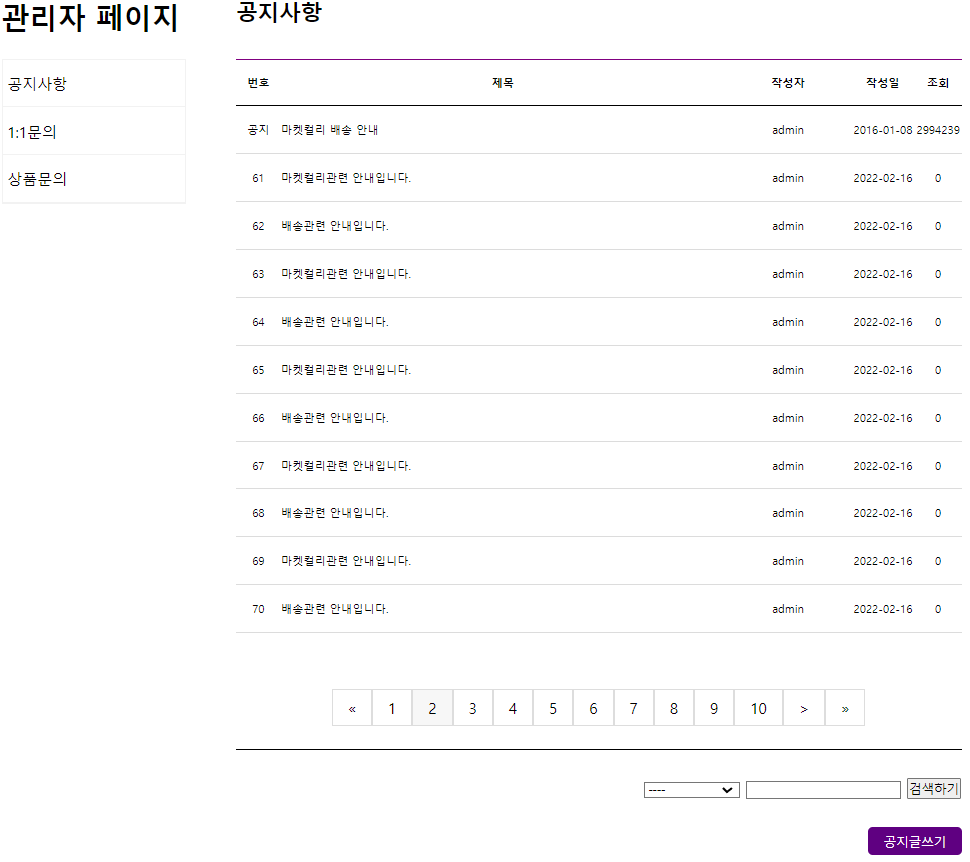 관리자 페이지
공지사항
1:1문의
상품문의
공지사항
번호 제목 작성자 작성일 조회
공지 마켓컬리 배송 안내 admin 2016-01-08 2994239
61 마켓컬리관련 안내입니다. admin 2022-02-16 0
62 배송관련 안내입니다. admin 2022-02-16 0
63 마켓컬리관련 안내입니다. admin 2022-02-16 0
64 배송관련 안내입니다. admin 2022-02-16 0
65 마켓컬리관련 안내입니다. admin 2022-02-16 0
66 배송관련 안내입니다. admin 2022-02-16 0
67 마켓컬리관련 안내입니다. admin 2022-02-16 0
68 배송관련 안내입니다. admin 2022-02-16 0
69 마켓컬리관련 안내입니다. admin 2022-02-16 0
70 배송관련 안내입니다. admin 2022-02-16 0
« 1 2 3 4 5 6 7 8 9 10 > »
---- 검색하기
공지글쓰기